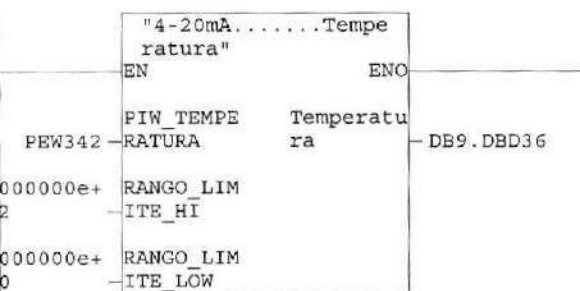 "4-20mA.......Tempe
ratura"
EN ENO
PIW_TEMPE Temperatu
PEW342 RATURA ra DB9.DBD36
000000e+ RANGO_LIM
2 ITE_HI
000000e+ RANGO_LIM
0 ITE_LOW